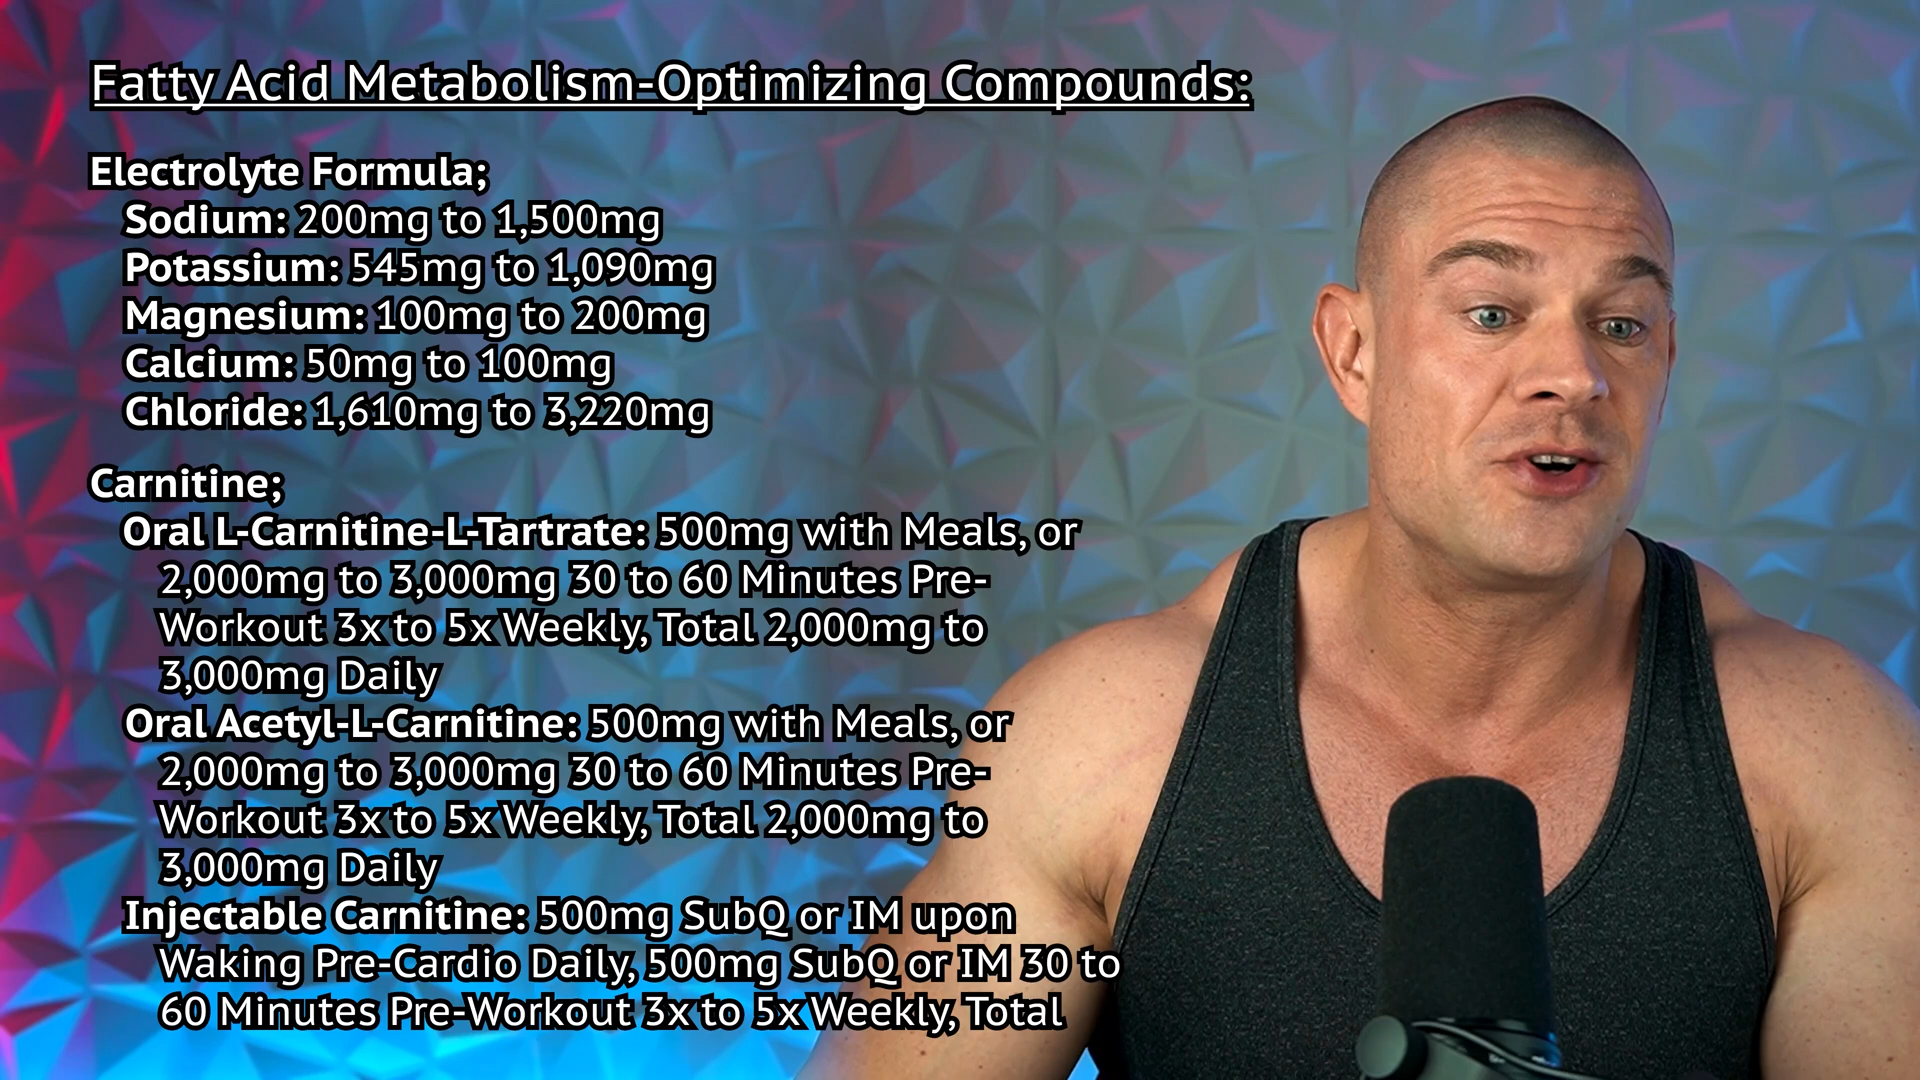 Fatty Acid Metabolism-Optimizing Compounds:
Electrolyte Formula;
Sodium: 200mg to 1,500mg
Potassium: 545mg to 1,090mg
Magnesium: 100mg to 200mg
Calcium: 50mg to 100mg
Chloride: 1,610mg to 3,220mg
Carnitine;
Oral L-Carnitine-L-Tartrate: 500mg with Meals, or
2,000mg to 3,000mg 30 to 60 Minutes Pre-
Workout 3x to 5x Weekly, Total 2,000mg to
3,000mg Daily
Oral Acetyl-L-Carnitine: 500mg with Meals, or
2,000mg to 3,000mg 30 to 60 Minutes Pre-
Workout 3x to 5x Weekly, Total 2,000mg to
3,000mg Daily
Injectable Carnitine: 500mg SubQ or IM upon
Waking Pre-Cardio Daily, 500mg SubQ or IM 30 to
60 Minutes Pre-Workout 3x to 5x Weekly, Total